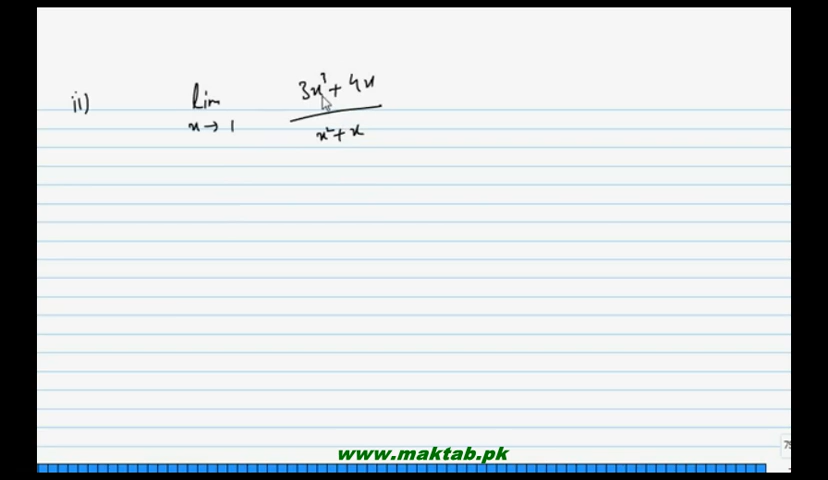 ii) Lim 3x³ + 4x
x → 1 x² + x
www.maktab.pk